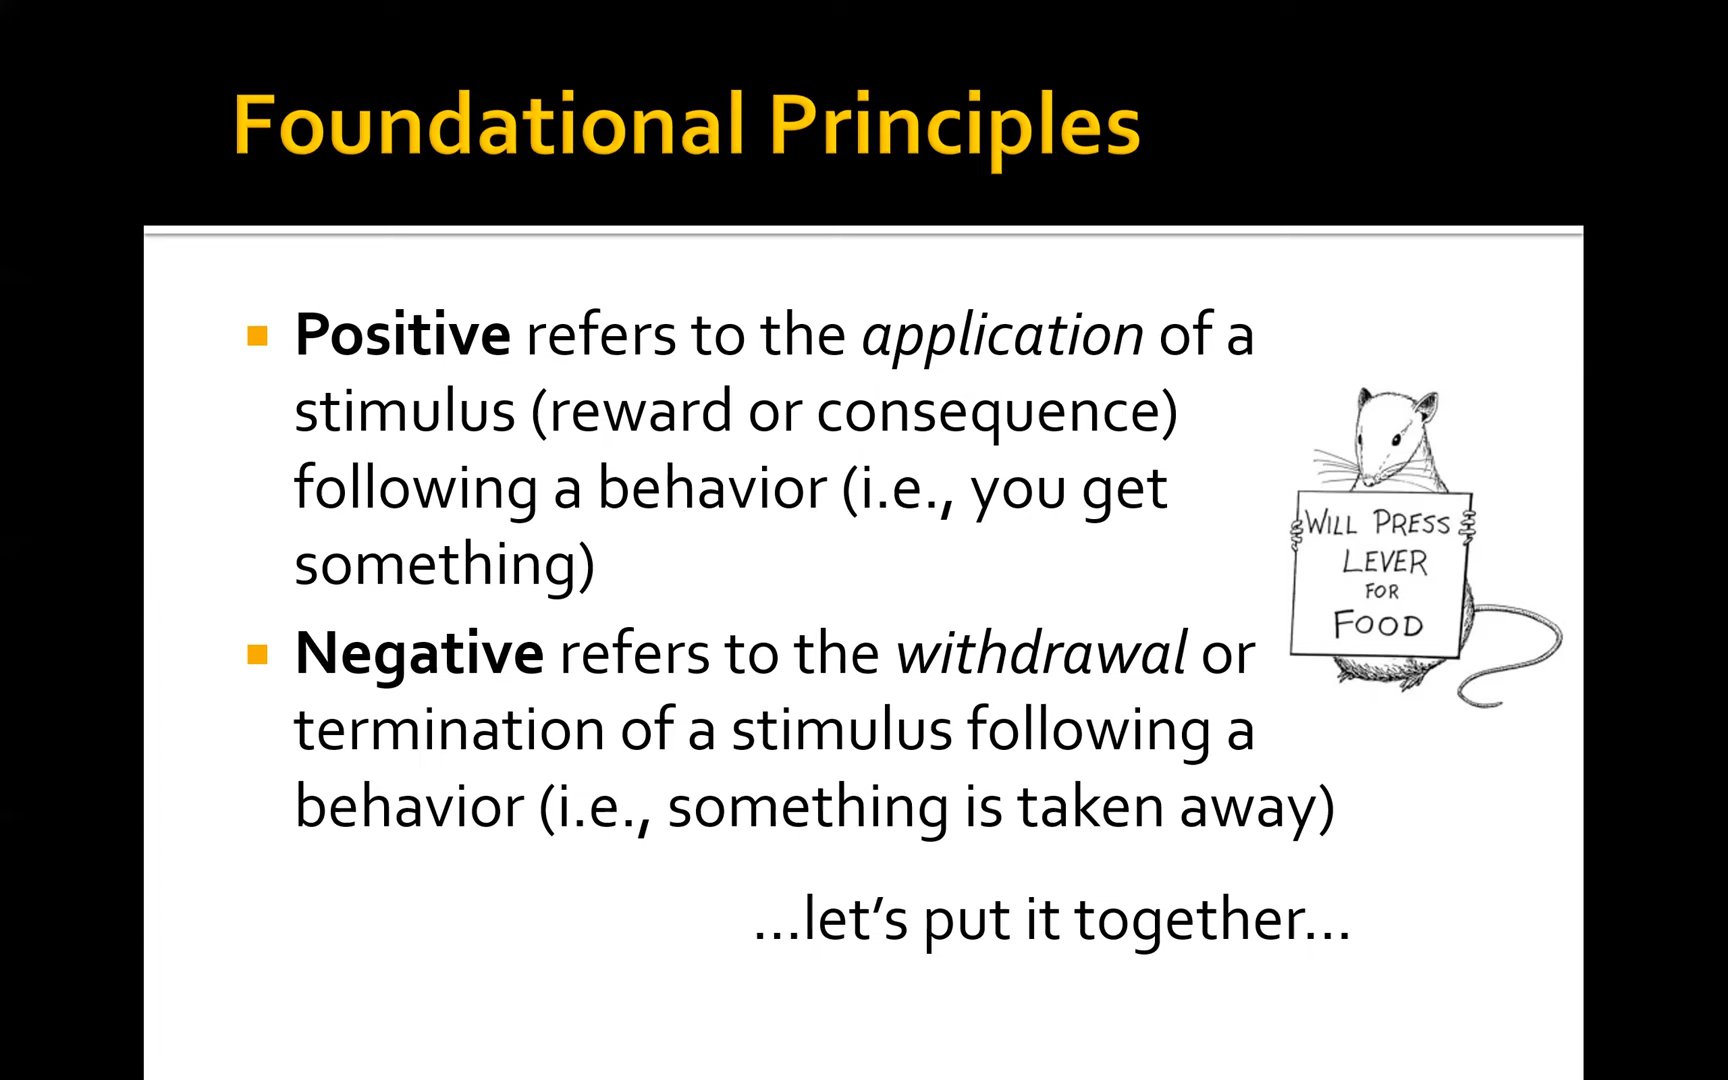 Foundational Principles
Positive refers to the application of a
stimulus (reward or consequence)
following a behavior (i.e., you get
something)
Negative refers to the withdrawal or
termination of a stimulus following a
behavior (i.e., something is taken away)
...let’s put it together...
WILL PRESS
LEVER
FOR
FOOD